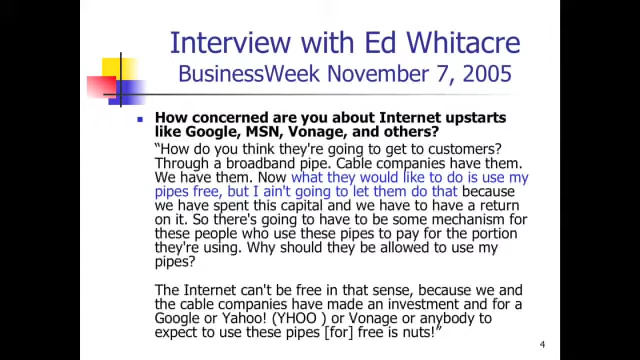 Interview with Ed Whitacre
BusinessWeek November 7, 2005
How concerned are you about Internet upstarts
like Google, MSN, Vonage, and others?
“How do you think they're going to get to customers?
Through a broadband pipe. Cable companies have them.
We have them. Now what they would like to do is use my
pipes free, but I ain't going to let them do that because
we have spent this capital and we have to have a return
on it. So there's going to have to be some mechanism for
these people who use these pipes to pay for the portion
they're using. Why should they be allowed to use my
pipes?
The Internet can't be free in that sense, because we and
the cable companies have made an investment and for a
Google or Yahoo! (YHOO ) or Vonage or anybody to
expect to use these pipes [for] free is nuts!”
4